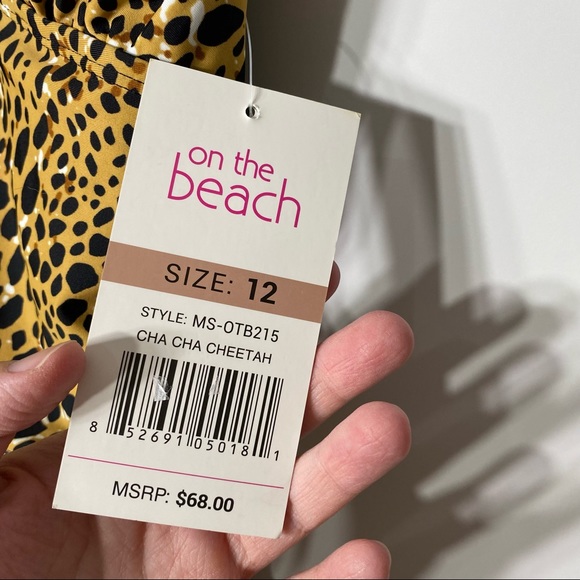 on the
beach
SIZE: 12
STYLE: MS-OTB215
CHA CHA CHEETAH
8 52691 05018 1
MSRP: $68.00